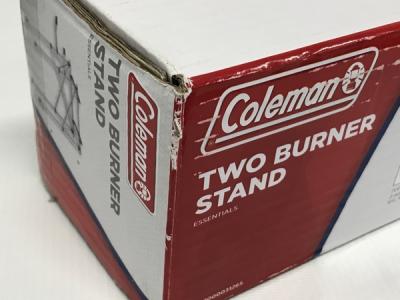 Coleman
TWO BURNER
STAND
ESSENTIALS
Coleman
TWO BURNER
STAND
ESSENTIALS